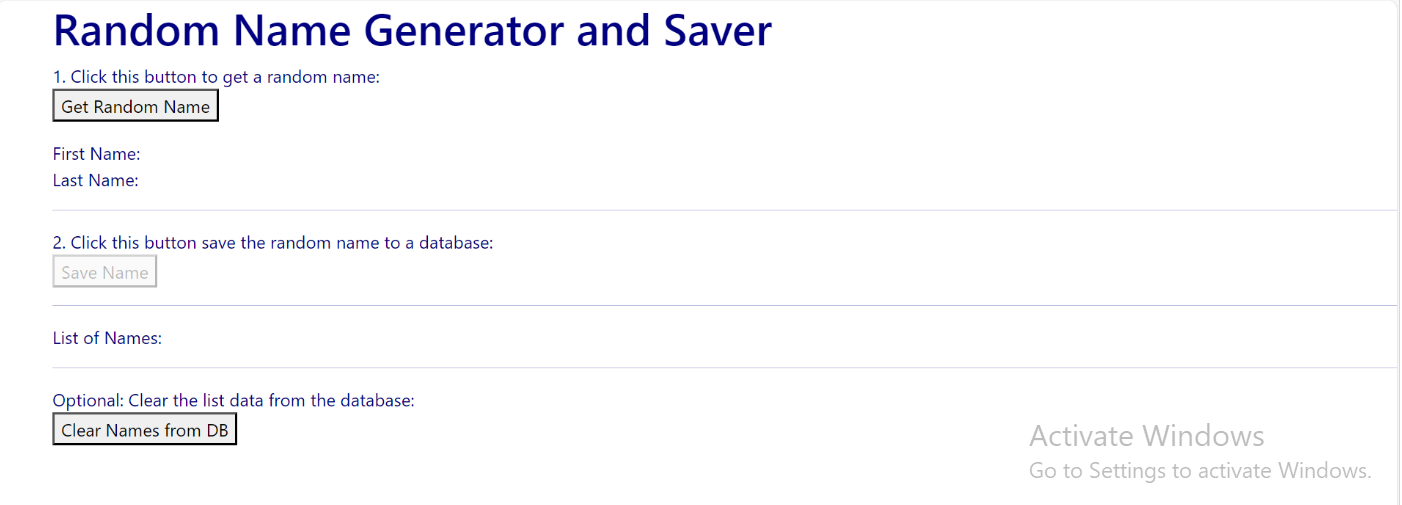 Random Name Generator and Saver
1. Click this button to get a random name:
Get Random Name
First Name:
Last Name:
2. Click this button save the random name to a database:
Save Name
List of Names:
Optional: Clear the list data from the database:
Clear Names from DB
Activate Windows
Go to Settings to activate Windows.